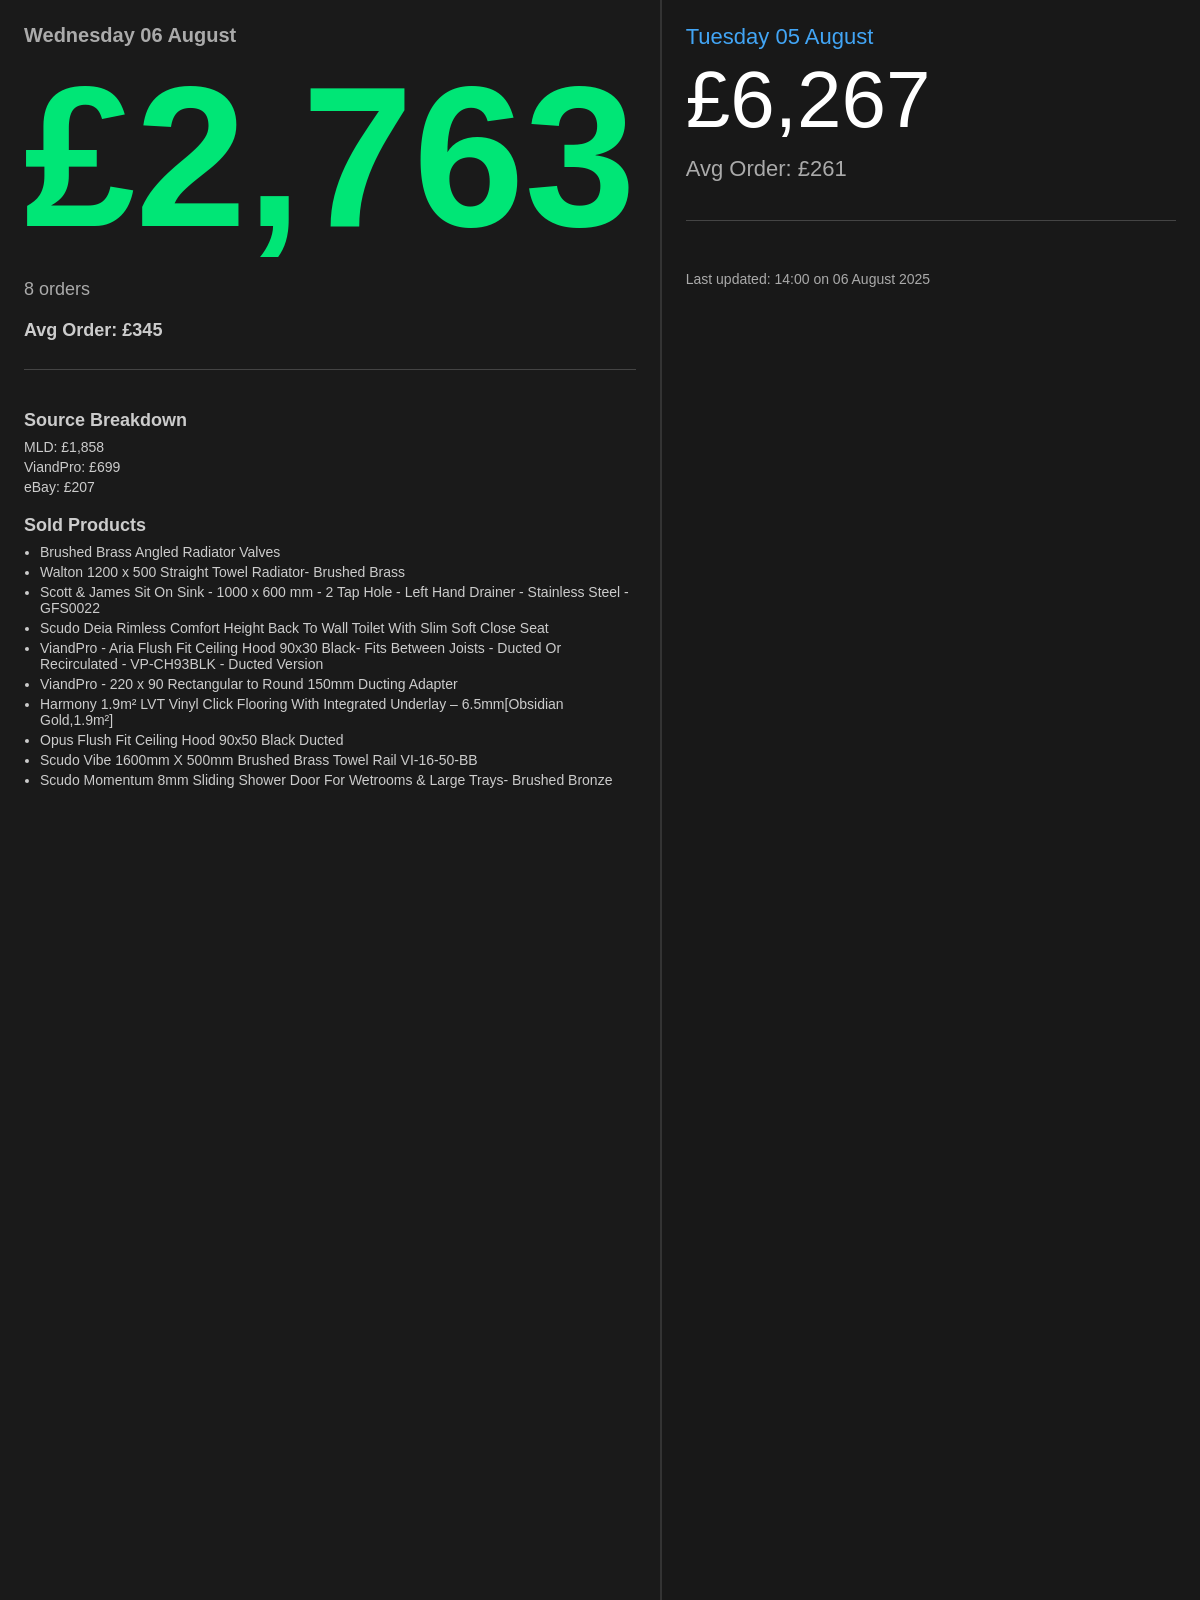 Wednesday 06 August
£2,763
8 orders
Avg Order: £345
Source Breakdown
MLD: £1,858
ViandPro: £699
eBay: £207
Sold Products
• Brushed Brass Angled Radiator Valves
• Walton 1200 x 500 Straight Towel Radiator- Brushed Brass
• Scott & James Sit On Sink - 1000 x 600 mm - 2 Tap Hole - Left Hand Drainer - Stainless Steel -
GFS0022
• Scudo Deia Rimless Comfort Height Back To Wall Toilet With Slim Soft Close Seat
• ViandPro - Aria Flush Fit Ceiling Hood 90x30 Black- Fits Between Joists - Ducted Or
Recirculated - VP-CH93BLK - Ducted Version
• ViandPro - 220 x 90 Rectangular to Round 150mm Ducting Adapter
• Harmony 1.9m² LVT Vinyl Click Flooring With Integrated Underlay – 6.5mm[Obsidian
Gold,1.9m²]
• Opus Flush Fit Ceiling Hood 90x50 Black Ducted
• Scudo Vibe 1600mm X 500mm Brushed Brass Towel Rail VI-16-50-BB
• Scudo Momentum 8mm Sliding Shower Door For Wetrooms & Large Trays- Brushed Bronze
Tuesday 05 August
£6,267
Avg Order: £261
Last updated: 14:00 on 06 August 2025